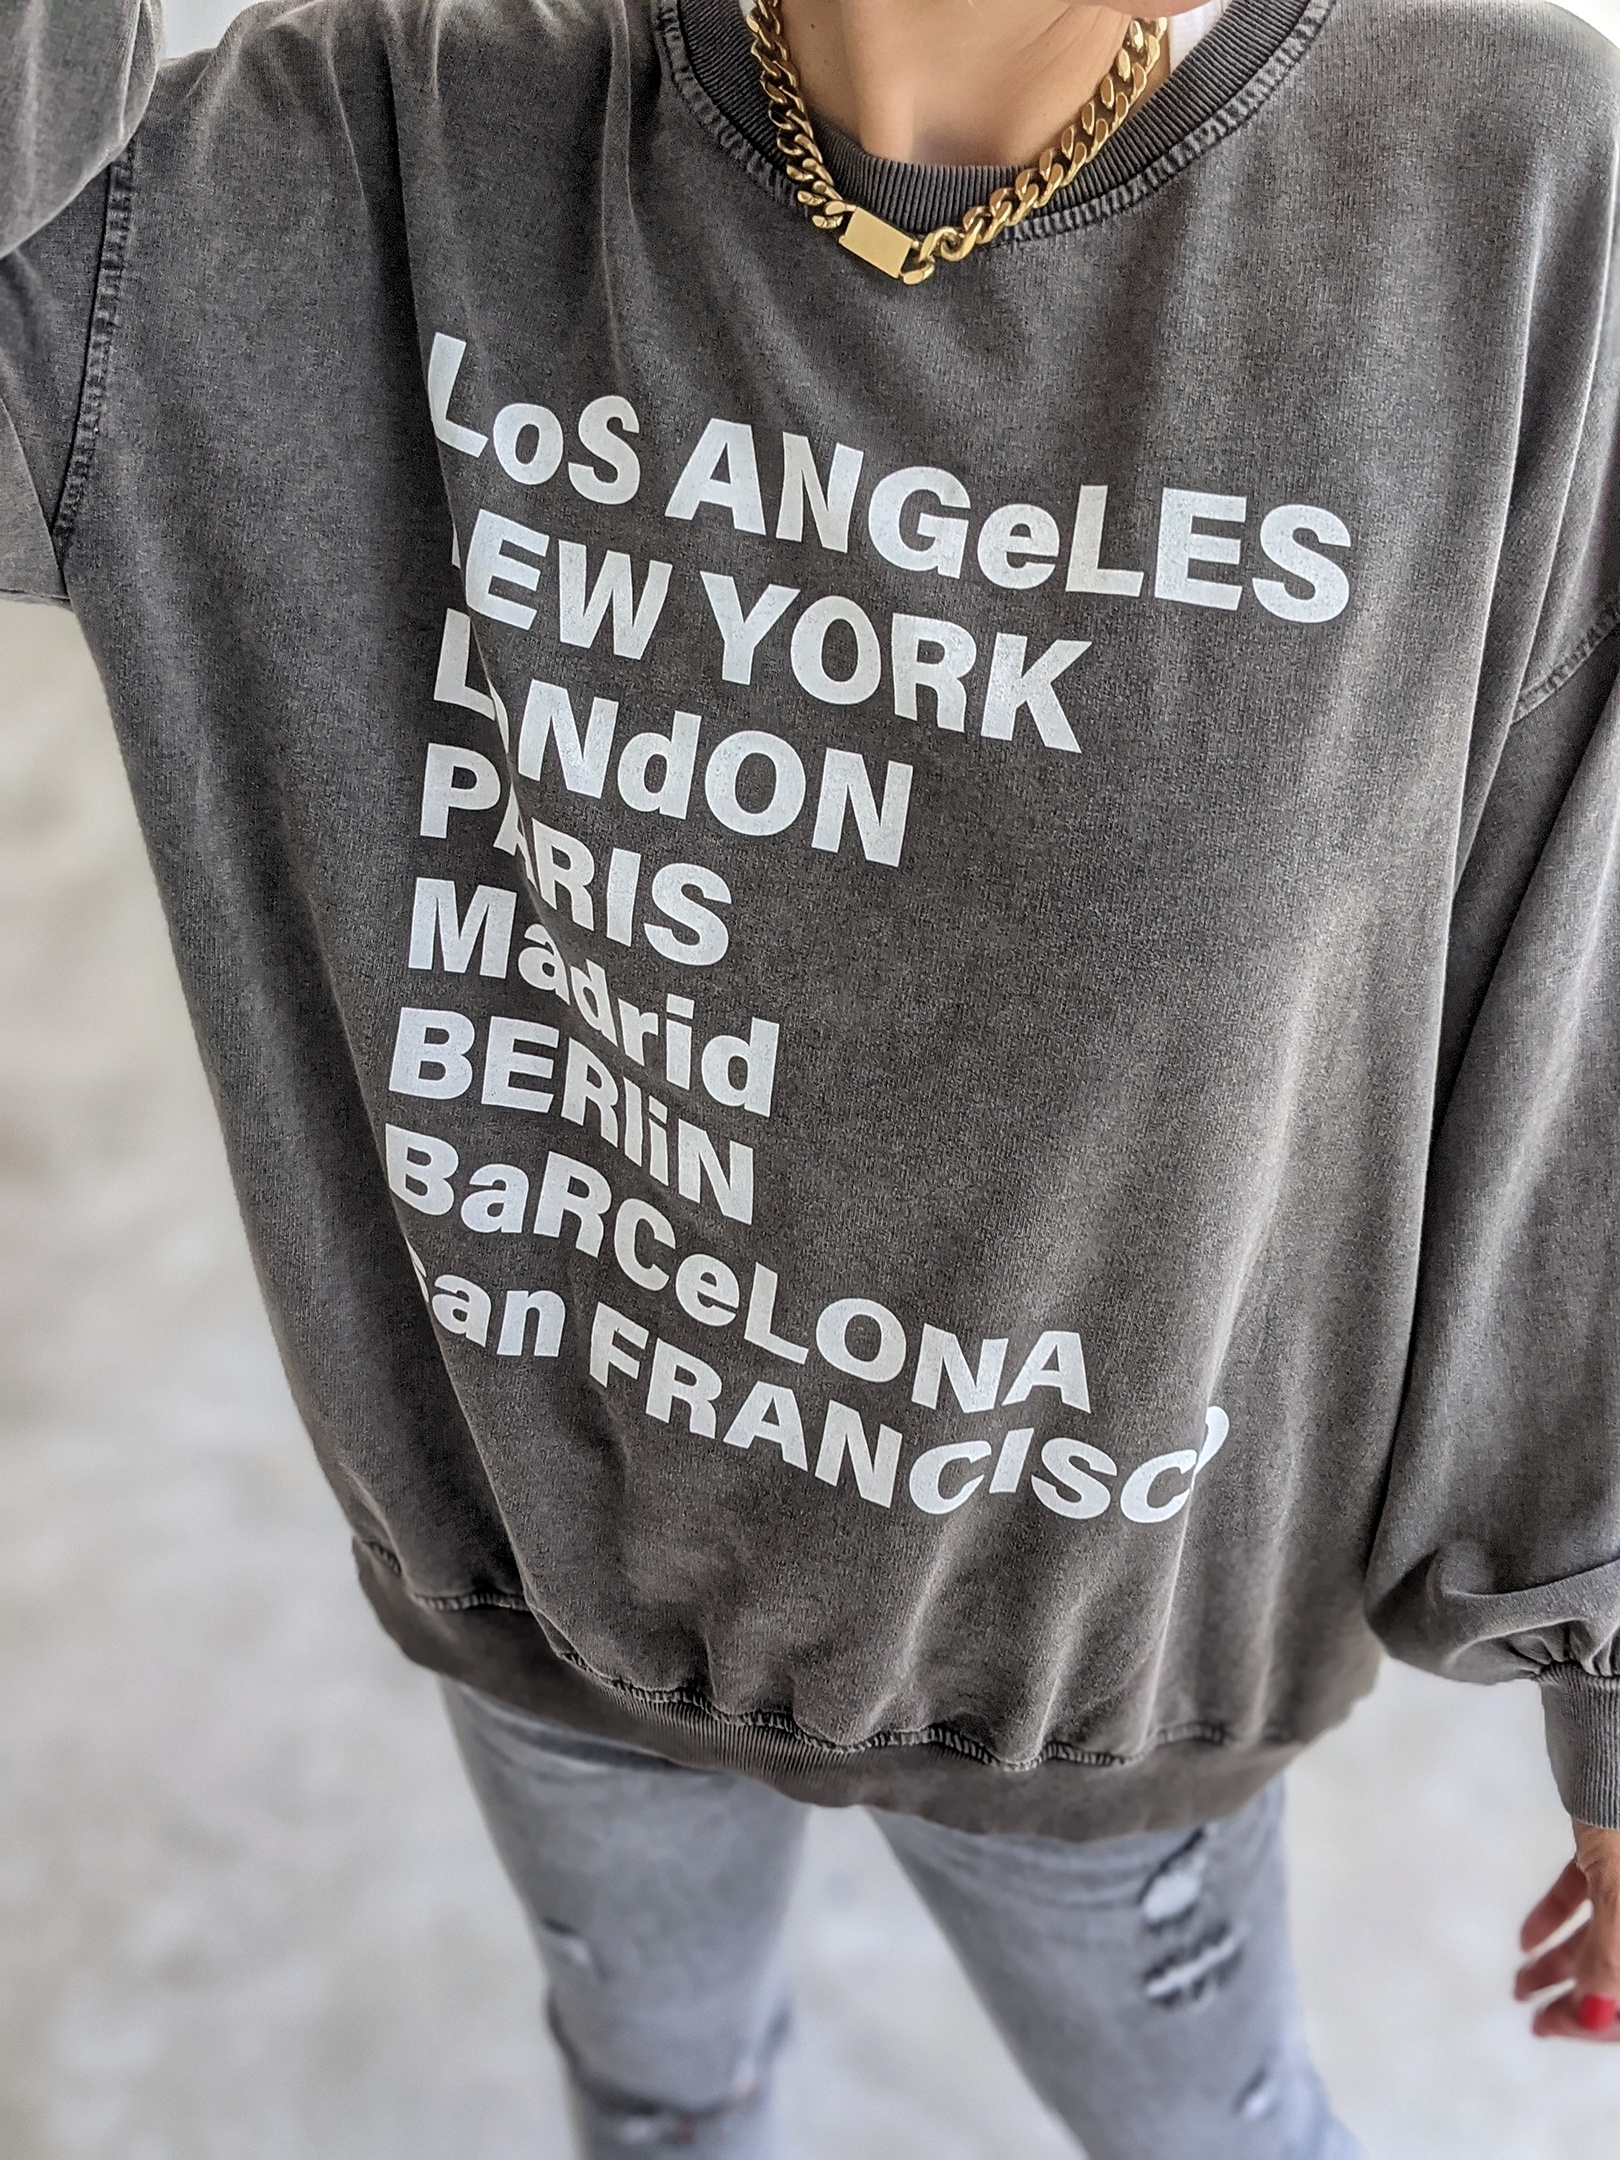 LoS ANGeLES
NEW YORK
LONdON
PARIS
Madrid
BERliN
BaRCeLONA
San FRANCISCO